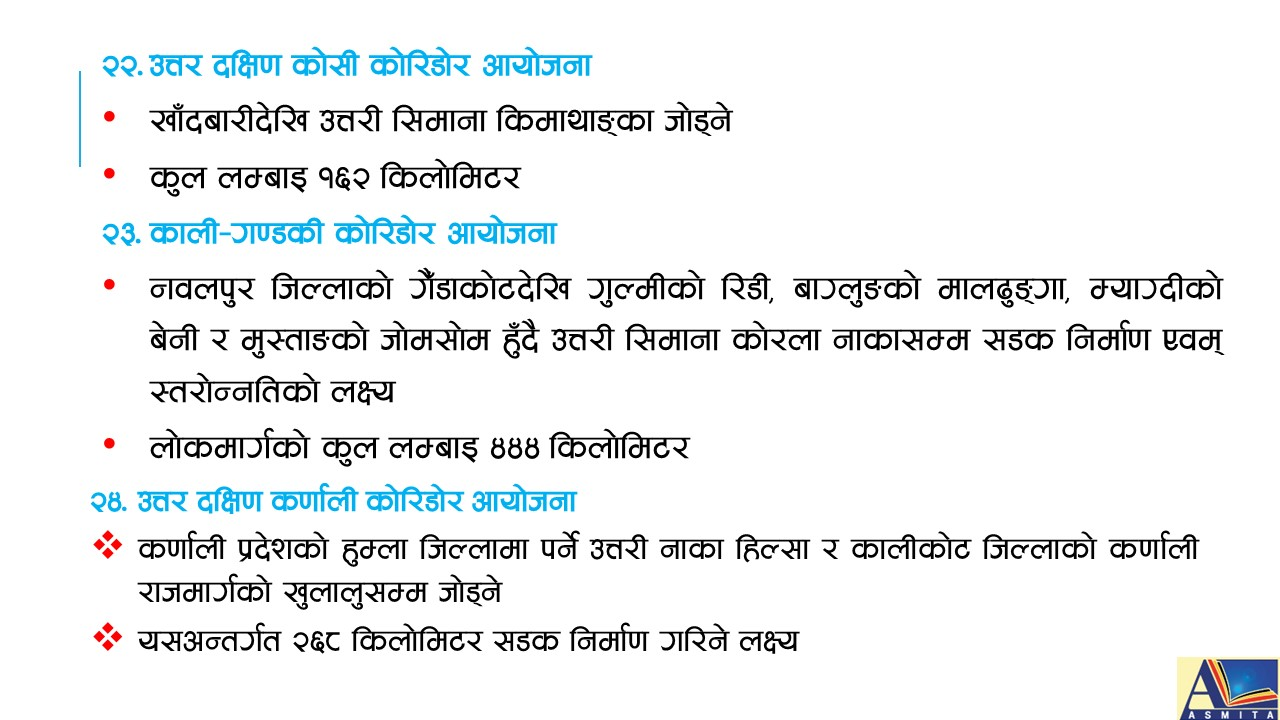 २२. उत्तर दक्षिण कोसी कोरिडोर आयोजना
• खाँदबारीदेखि उत्तरी सिमाना किमाथाङ्का जोड्ने
• कुल लम्बाइ १६२ किलोमिटर
२३. काली-गण्डकी कोरिडोर आयोजना
• नवलपुर जिल्लाको गैँडाकोटदेखि गुल्मीको रिडी, बाग्लुङको मालढुङ्गा, म्याग्दीको
बेनी र मुस्ताङको जोमसोम हुँदै उत्तरी सिमाना कोरला नाकासम्म सडक निर्माण एवम्
स्तरोन्नतिको लक्ष्य
• लोकमार्गको कुल लम्बाइ ४४४ किलोमिटर
२४. उत्तर दक्षिण कर्णाली कोरिडोर आयोजना
❖ कर्णाली प्रदेशको हुम्ला जिल्लामा पर्ने उत्तरी नाका हिल्सा र कालीकोट जिल्लाको कर्णाली
राजमार्गको खुलालुसम्म जोड्ने
❖ यसअन्तर्गत २६८ किलोमिटर सडक निर्माण गरिने लक्ष्य
ASMITA